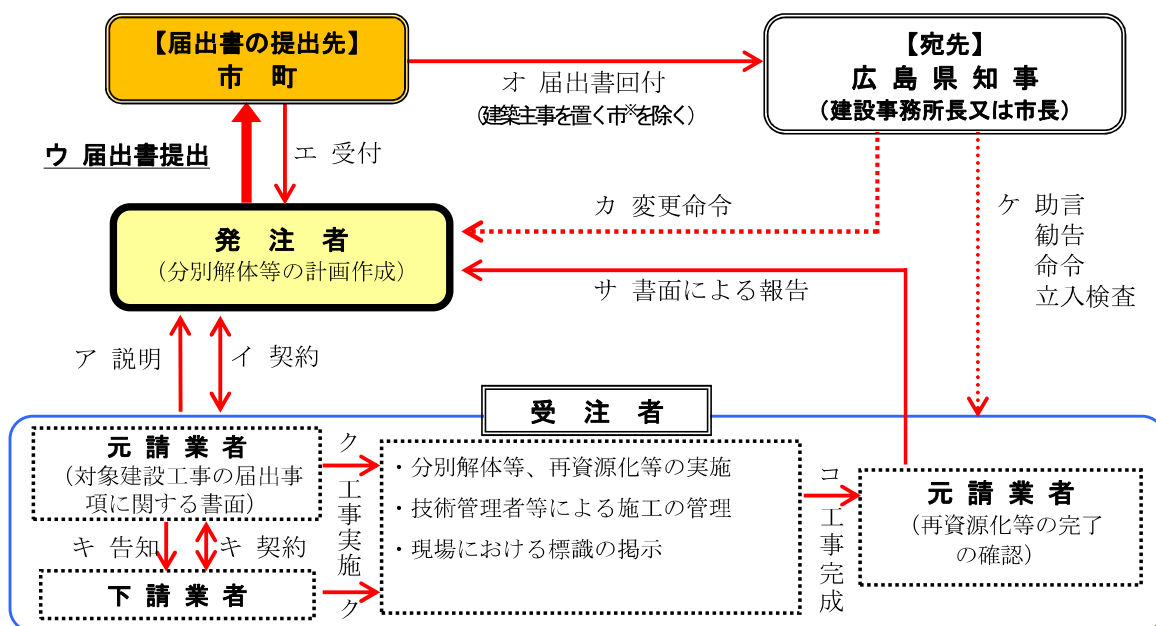 【届出書の提出先】
市 町
オ 届出書回付
(建築主事を置く市※を除く)
【宛先】
広島県知事
(建設事務所長又は市長)
ウ 届出書提出
エ 受付
発 注 者
(分別解体等の計画作成)
カ 変更命令
サ 書面による報告
ケ 助言
勧告
命令
立入検査
ア 説明
イ 契約
受 注 者
元 請 業 者
(対象建設工事の届出事
項に関する書面)
キ 告知
キ 契約
下 請 業 者
ク 工事実施 ク
・分別解体等、再資源化等の実施
・技術管理者等による施工の管理
・現場における標識の掲示
コ 工事完成
元 請 業 者
(再資源化等の完了
の確認)